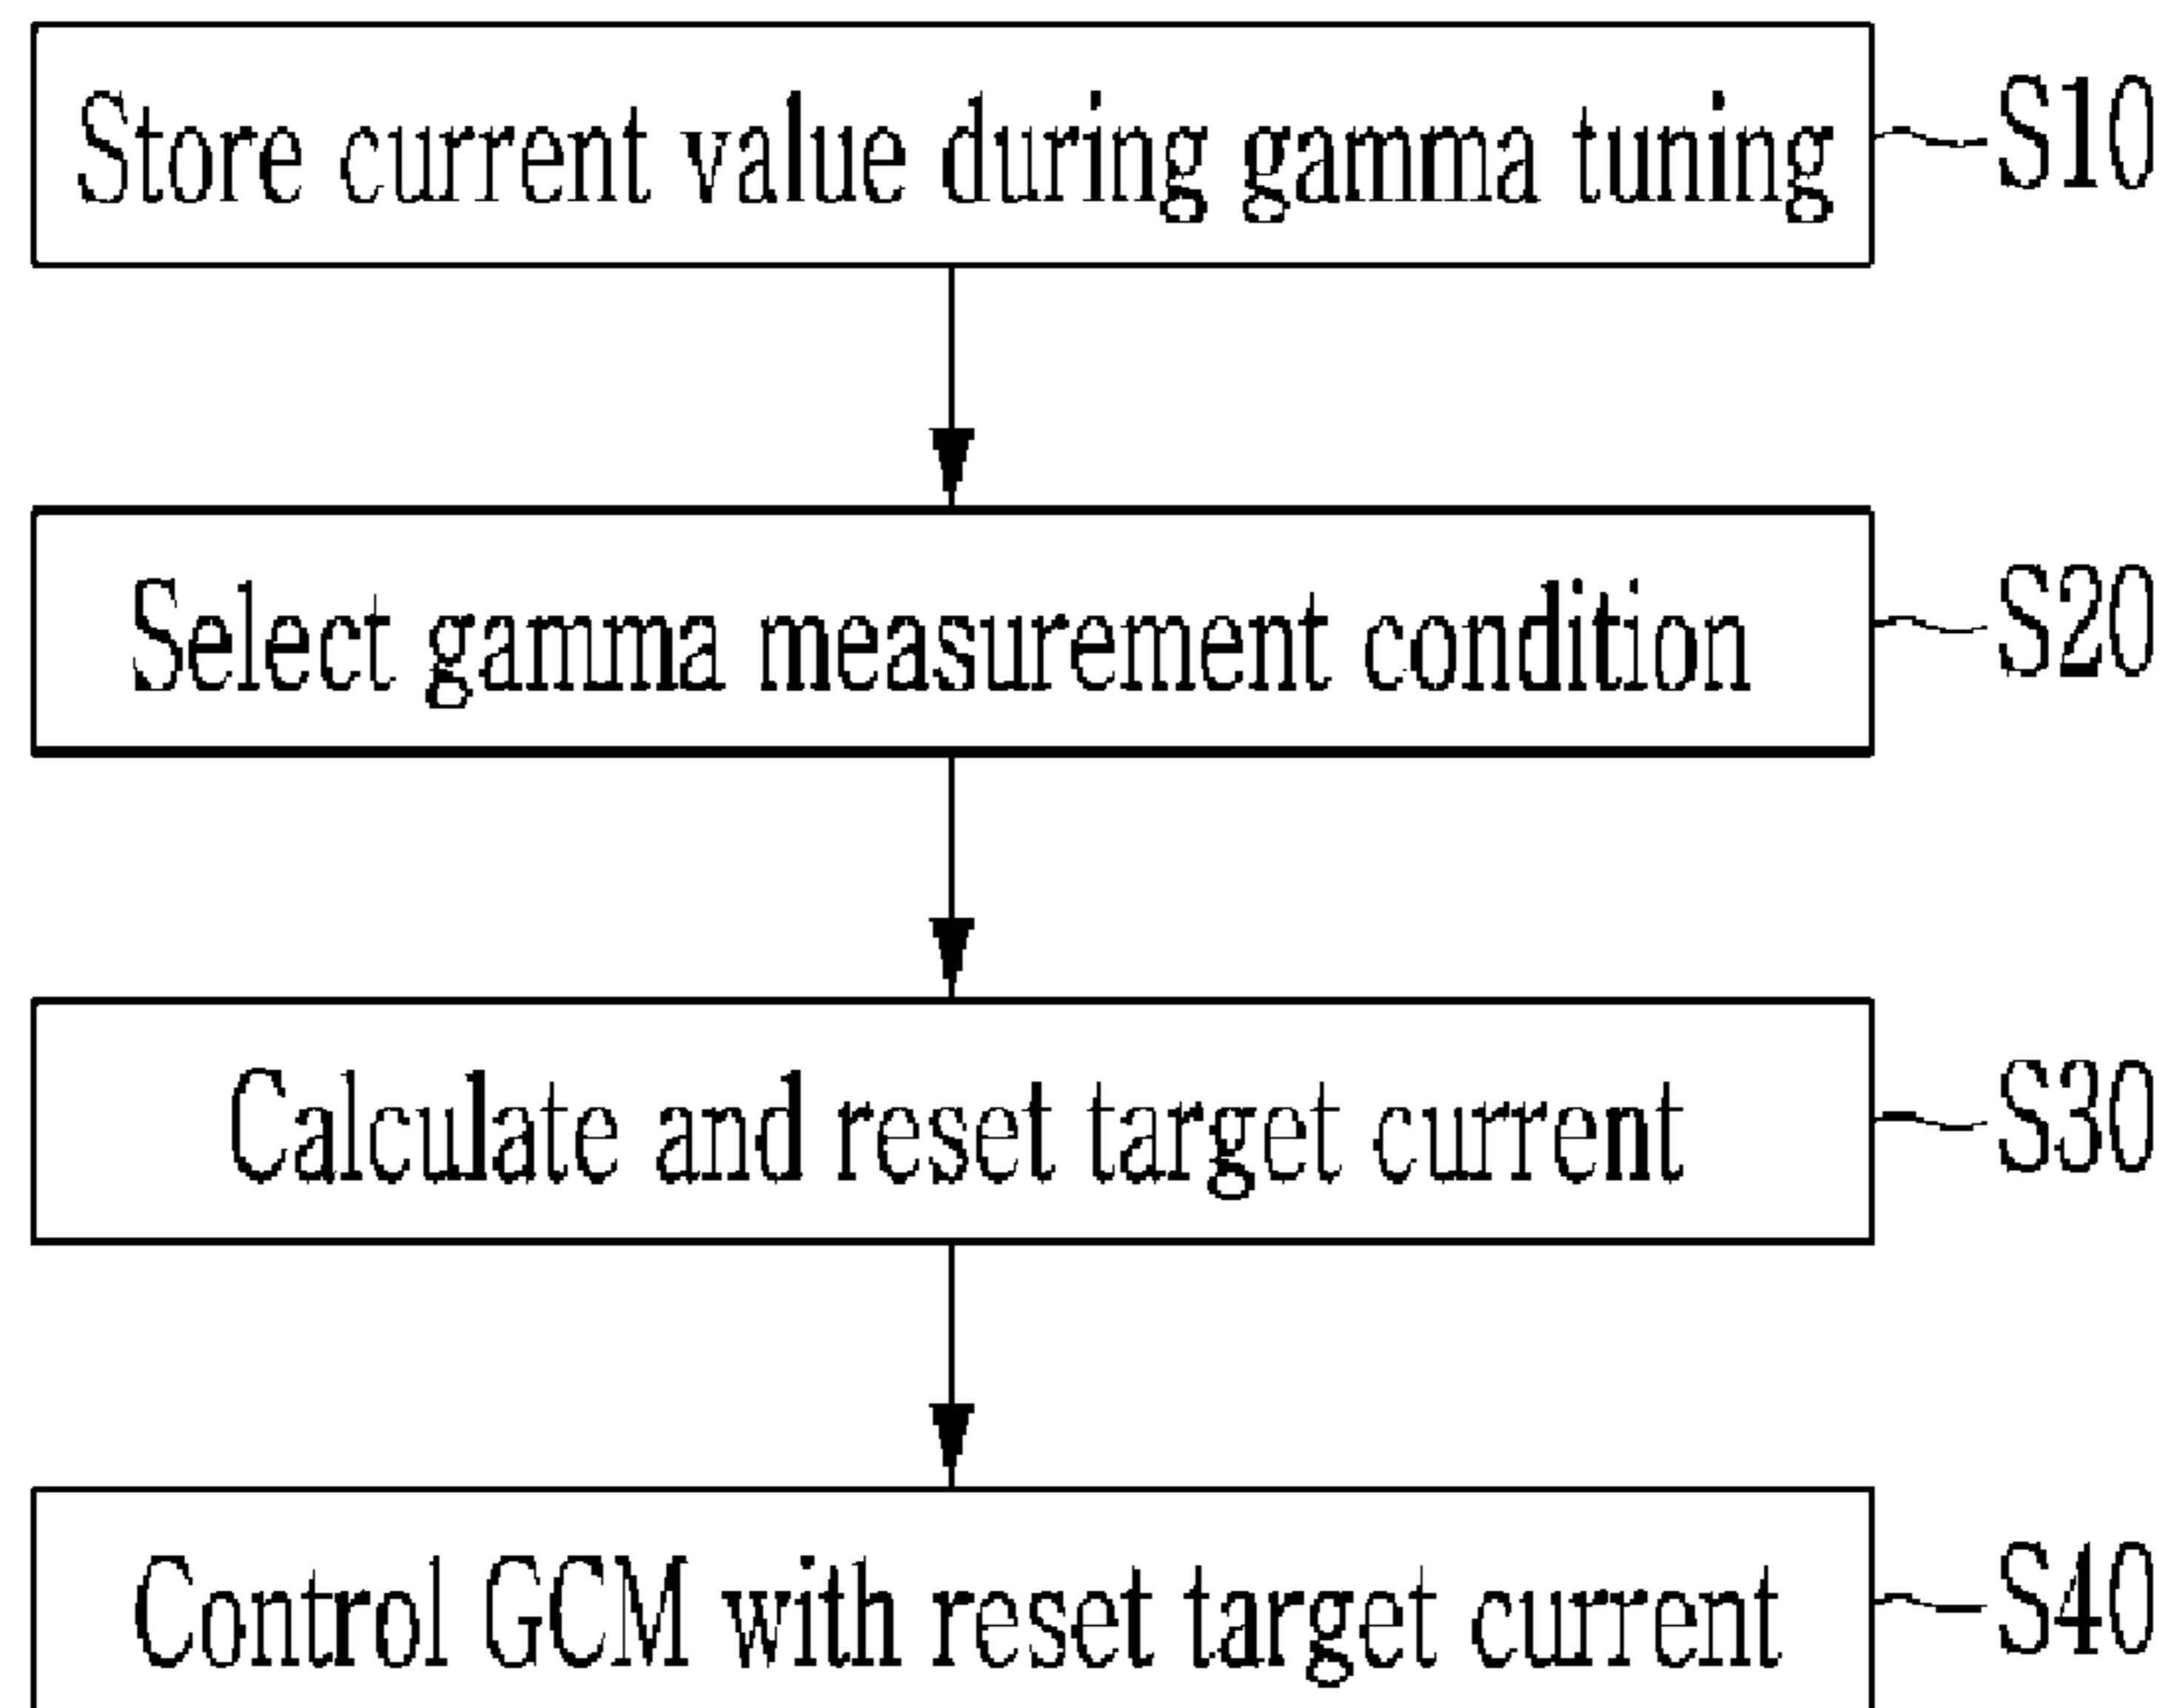 Store current value during gamma tuning S10
Select gamma measurement condition S20
Calculate and reset target current S30
Control GCM with reset target current S40